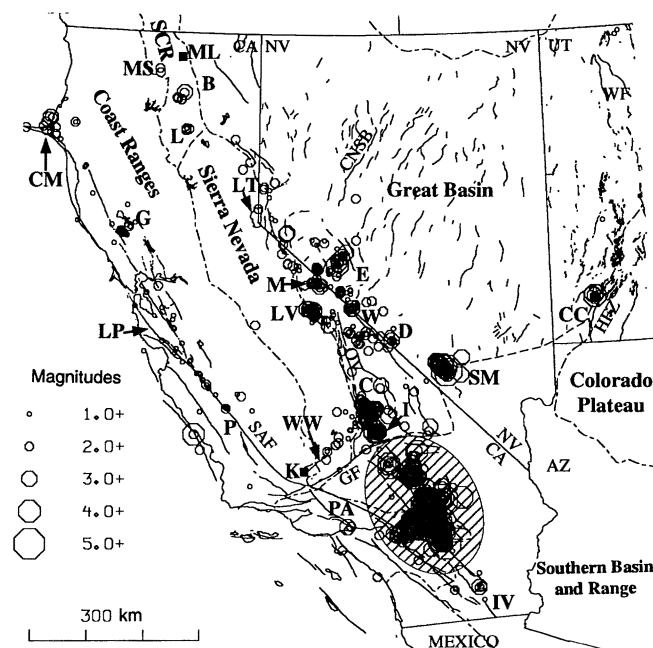 SCR
ML
CA NV
NV UT
MS
B
WF
Coast Ranges
CNSB
L
CM
Sierra Nevada
LT
Great Basin
G
E
M
CC
LV
W
HFZ
LP
D
OV
SM
Magnitudes
C
I
Colorado
Plateau
1.0+
WW
P
SAF
NV
CA
2.0+
K
GF
AZ
3.0+
PA
4.0+
5.0+
Southern Basin
and Range
IV
300 km
MEXICO